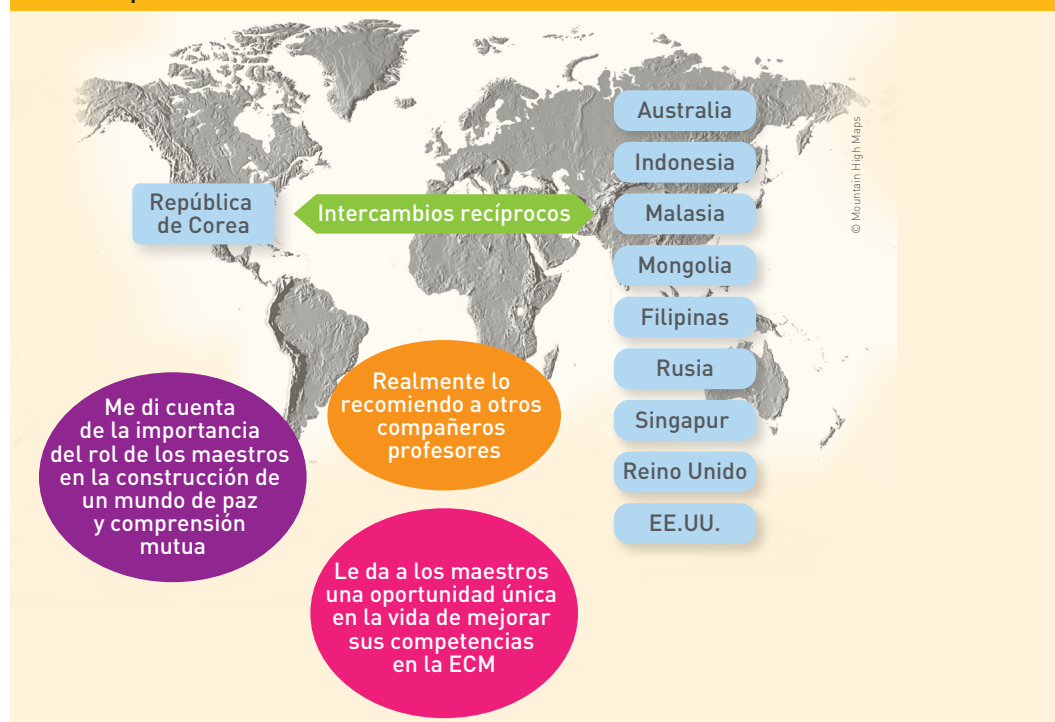 República
de Corea
Intercambios recíprocos
Australia
Indonesia
Malasia
Mongolia
Filipinas
Rusia
Singapur
Reino Unido
EE.UU.
© Mountain High Maps
Me di cuenta
de la importancia
del rol de los maestros
en la construcción de
un mundo de paz
y comprensión
mutua
Realmente lo
recomiendo a otros
compañeros
profesores
Le da a los maestros
una oportunidad única
en la vida de mejorar
sus competencias
en la ECM